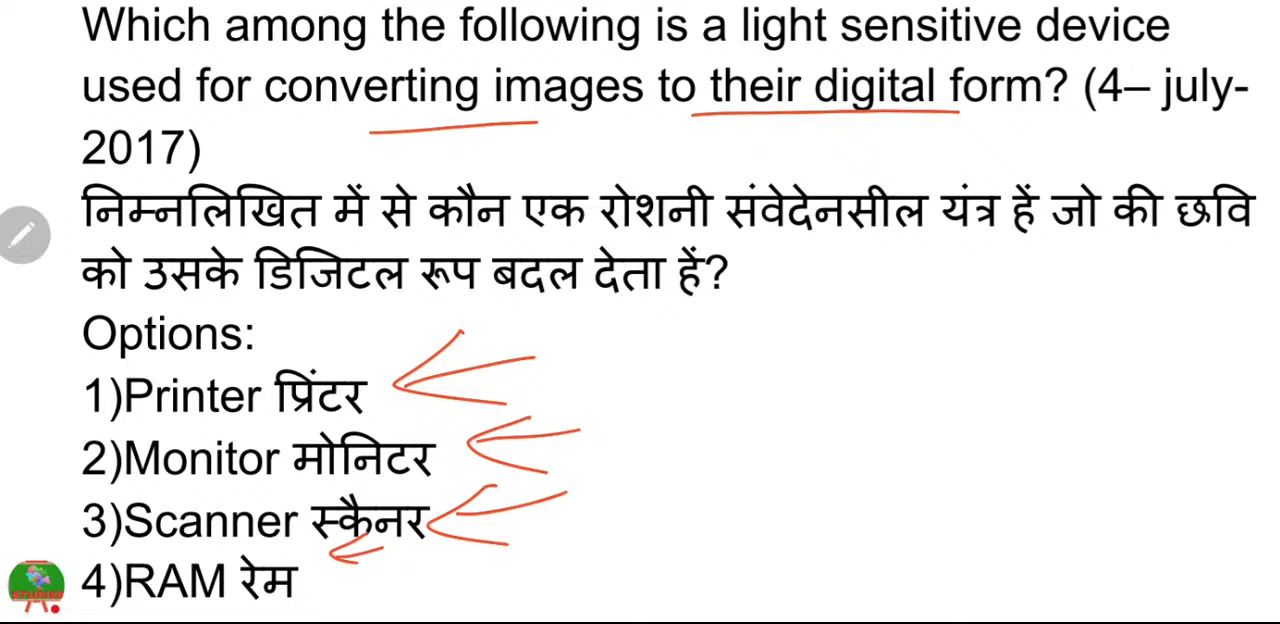 Which among the following is a light sensitive device
used for converting images to their digital form? (4– july-
2017)
निम्नलिखित में से कौन एक रोशनी संवेदेनसील यंत्र हें जो की छवि
को उसके डिजिटल रूप बदल देता हें?
Options:
1)Printer प्रिंटर
2)Monitor मोनिटर
3)Scanner स्कैनर
4)RAM रेम